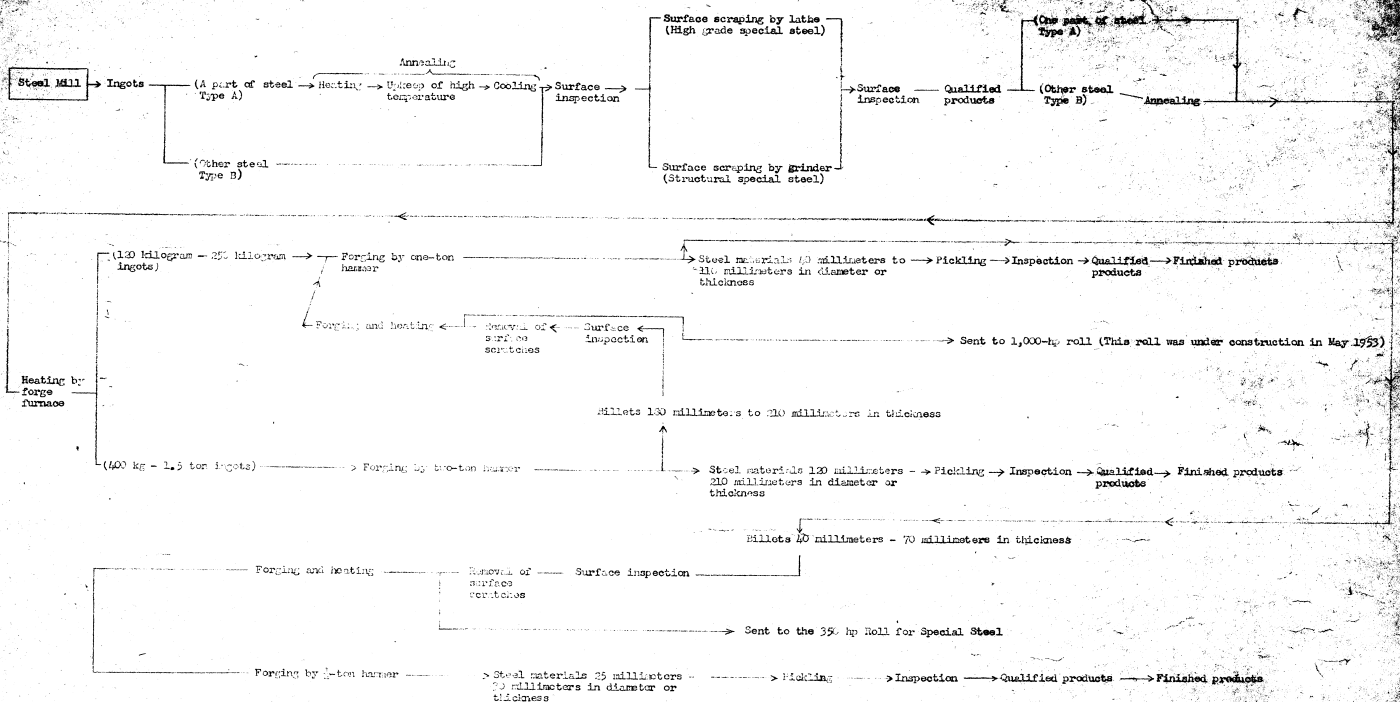 Surface scraping by lathe
(High grade special steel)
(One part of steel
Type A)
Annealing
Steel Mill
Ingots
(A part of steel
Type A)
Heating
Upkeep of high
temperature
Cooling
Surface
inspection
Surface
inspection
Qualified
products
(Other steel
Type B)
Annealing
(Other steel
Type B)
Surface scraping by grinder
(Structural special steel)
(120 kilogram - 250 kilogram
ingots)
Forging by one-ton
hammer
Steel materials 40 millimeters to
110 millimeters in diameter or
thickness
Pickling
Inspection
Qualified
products
Finished products
Forging and heating
Removal of
surface
scratches
Surface
inspection
Sent to 1,000-hp roll (This roll was under construction in May 1953)
Heating by
forge
furnace
Billets 180 millimeters to 210 millimeters in thickness
(400 kg - 1.5 ton ingots)
Forging by two-ton hammer
Steel materials 120 millimeters -
210 millimeters in diameter or
thickness
Pickling
Inspection
Qualified
products
Finished products
Billets 40 millimeters - 70 millimeters in thickness
Forging and heating
Removal of
surface
scratches
Surface inspection
Sent to the 350 hp Roll for Special Steel
Forging by -ton hammer
Steel materials 25 millimeters -
millimeters in diameter or
thickness
Pickling
Inspection
Qualified products
Finished products